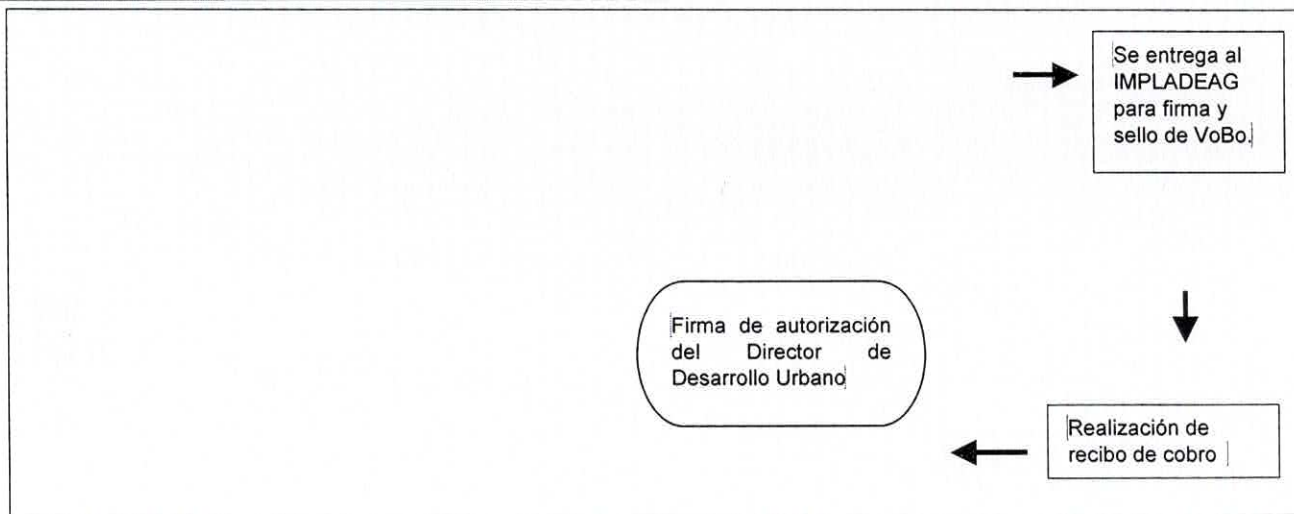 Se entrega al
IMPLADEAG
para firma y
sello de VoBo.
Firma de autorización
del Director de
Desarrollo Urbano
Realización de
recibo de cobro